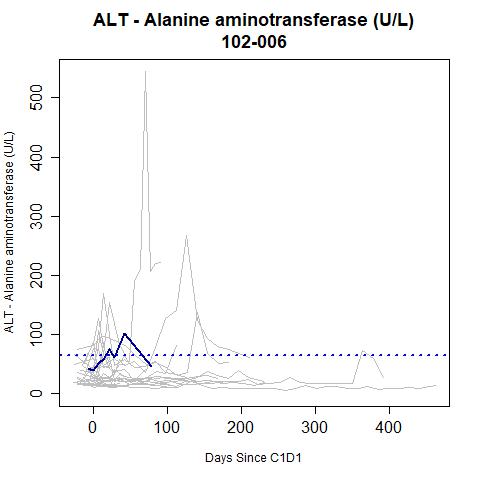 ALT - Alanine aminotransferase (U/L)
102-006
ALT - Alanine aminotransferase (U/L)
500
400
300
200
100
0
0 100 200 300 400
Days Since C1D1